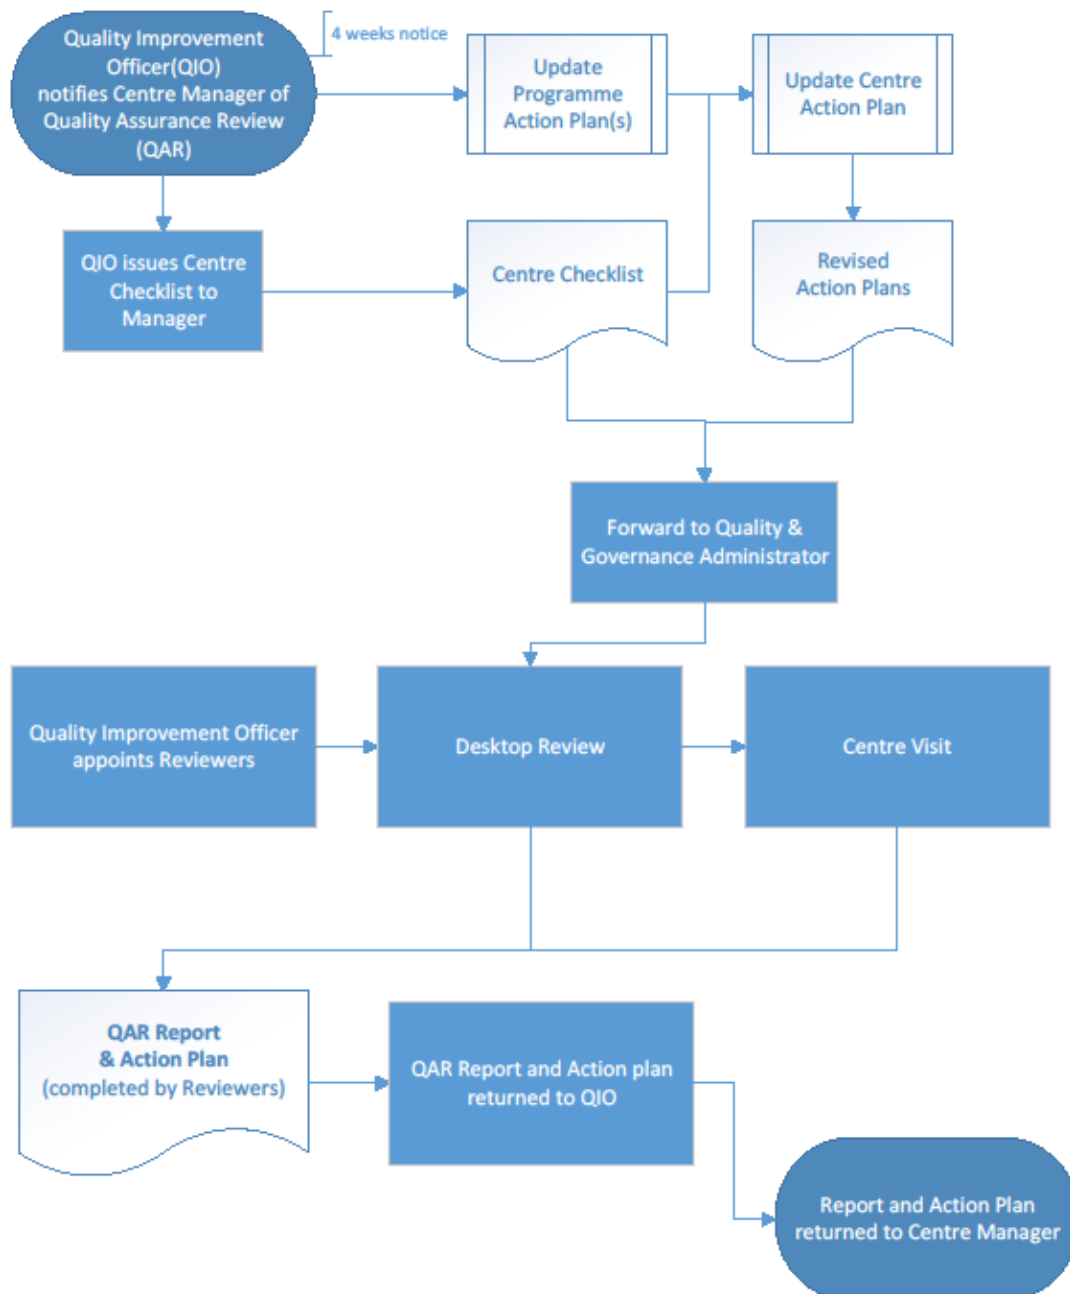 Quality Improvement
Officer(QIO)
notifies Centre Manager of
Quality Assurance Review
(QAR)
4 weeks notice
Update
Programme
Action Plan(s)
Update Centre
Action Plan
QIO issues Centre
Checklist to
Manager
Centre Checklist
Revised
Action Plans
Forward to Quality &
Governance Administrator
Quality Improvement Officer
appoints Reviewers
Desktop Review
Centre Visit
QAR Report
& Action Plan
(completed by Reviewers)
QAR Report and Action plan
returned to QIO
Report and Action Plan
returned to Centre Manager